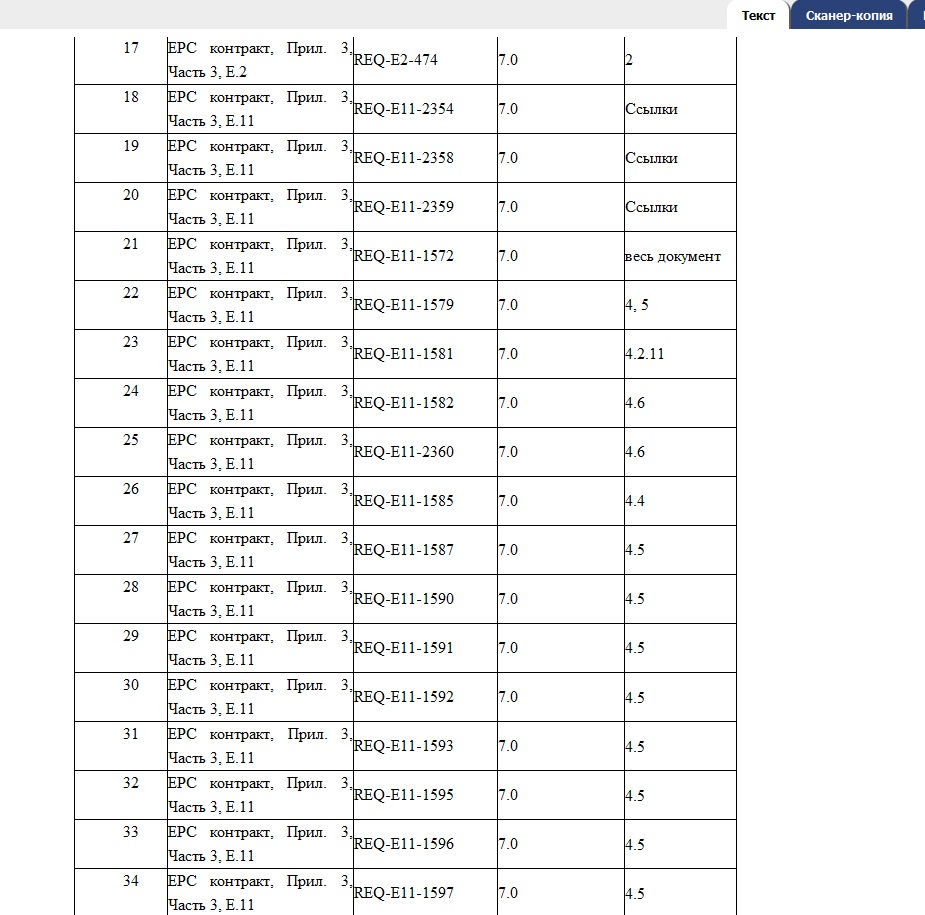 Текст
Сканер-копия
17
EPC контракт, Прил. 3,
Часть 3, E.2
REQ-E2-474
7.0
2
18
EPC контракт, Прил. 3,
Часть 3, E.11
REQ-E11-2354
7.0
Ссылки
19
EPC контракт, Прил. 3,
Часть 3, E.11
REQ-E11-2358
7.0
Ссылки
20
EPC контракт, Прил. 3,
Часть 3, E.11
REQ-E11-2359
7.0
Ссылки
21
EPC контракт, Прил. 3,
Часть 3, E.11
REQ-E11-1572
7.0
весь документ
22
EPC контракт, Прил. 3,
Часть 3, E.11
REQ-E11-1579
7.0
4, 5
23
EPC контракт, Прил. 3,
Часть 3, E.11
REQ-E11-1581
7.0
4.2.11
24
EPC контракт, Прил. 3,
Часть 3, E.11
REQ-E11-1582
7.0
4.6
25
EPC контракт, Прил. 3,
Часть 3, E.11
REQ-E11-2360
7.0
4.6
26
EPC контракт, Прил. 3,
Часть 3, E.11
REQ-E11-1585
7.0
4.4
27
EPC контракт, Прил. 3,
Часть 3, E.11
REQ-E11-1587
7.0
4.5
28
EPC контракт, Прил. 3,
Часть 3, E.11
REQ-E11-1590
7.0
4.5
29
EPC контракт, Прил. 3,
Часть 3, E.11
REQ-E11-1591
7.0
4.5
30
EPC контракт, Прил. 3,
Часть 3, E.11
REQ-E11-1592
7.0
4.5
31
EPC контракт, Прил. 3,
Часть 3, E.11
REQ-E11-1593
7.0
4.5
32
EPC контракт, Прил. 3,
Часть 3, E.11
REQ-E11-1595
7.0
4.5
33
EPC контракт, Прил. 3,
Часть 3, E.11
REQ-E11-1596
7.0
4.5
34
EPC контракт, Прил. 3,
Часть 3, E.11
REQ-E11-1597
7.0
4.5